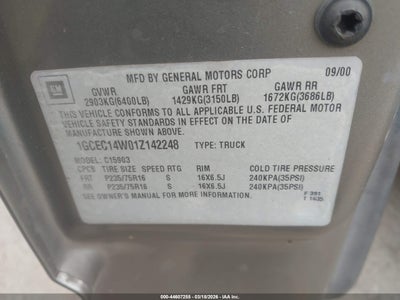 GM
MFD BY GENERAL MOTORS CORP 09/00
GVWR GAWR FRT GAWR RR
2903KG(6400LB) 1429KG(3150LB) 1672KG(3686LB)
THIS VEHICLE CONFORMS TO ALL APPLICABLE U.S. FEDERAL MOTOR
VEHICLE SAFETY STANDARDS IN EFFECT ON THE DATE OF
MANUFACTURE SHOWN ABOVE.
1GCEC14W01Z142248 TYPE: TRUCK
MODEL: C15903
TIRE SIZE SPEED RTG RIM COLD TIRE PRESSURE
FRT P235/75R16 S 16X6.5J 240KPA(35PSI)
RR P235/75R16 S 16X6.5J 240KPA(35PSI)
SEE OWNER'S MANUAL FOR MORE INFORMATION.
F 391
T 1635
000-44607255 - 03/18/2026 - IAAI.COM